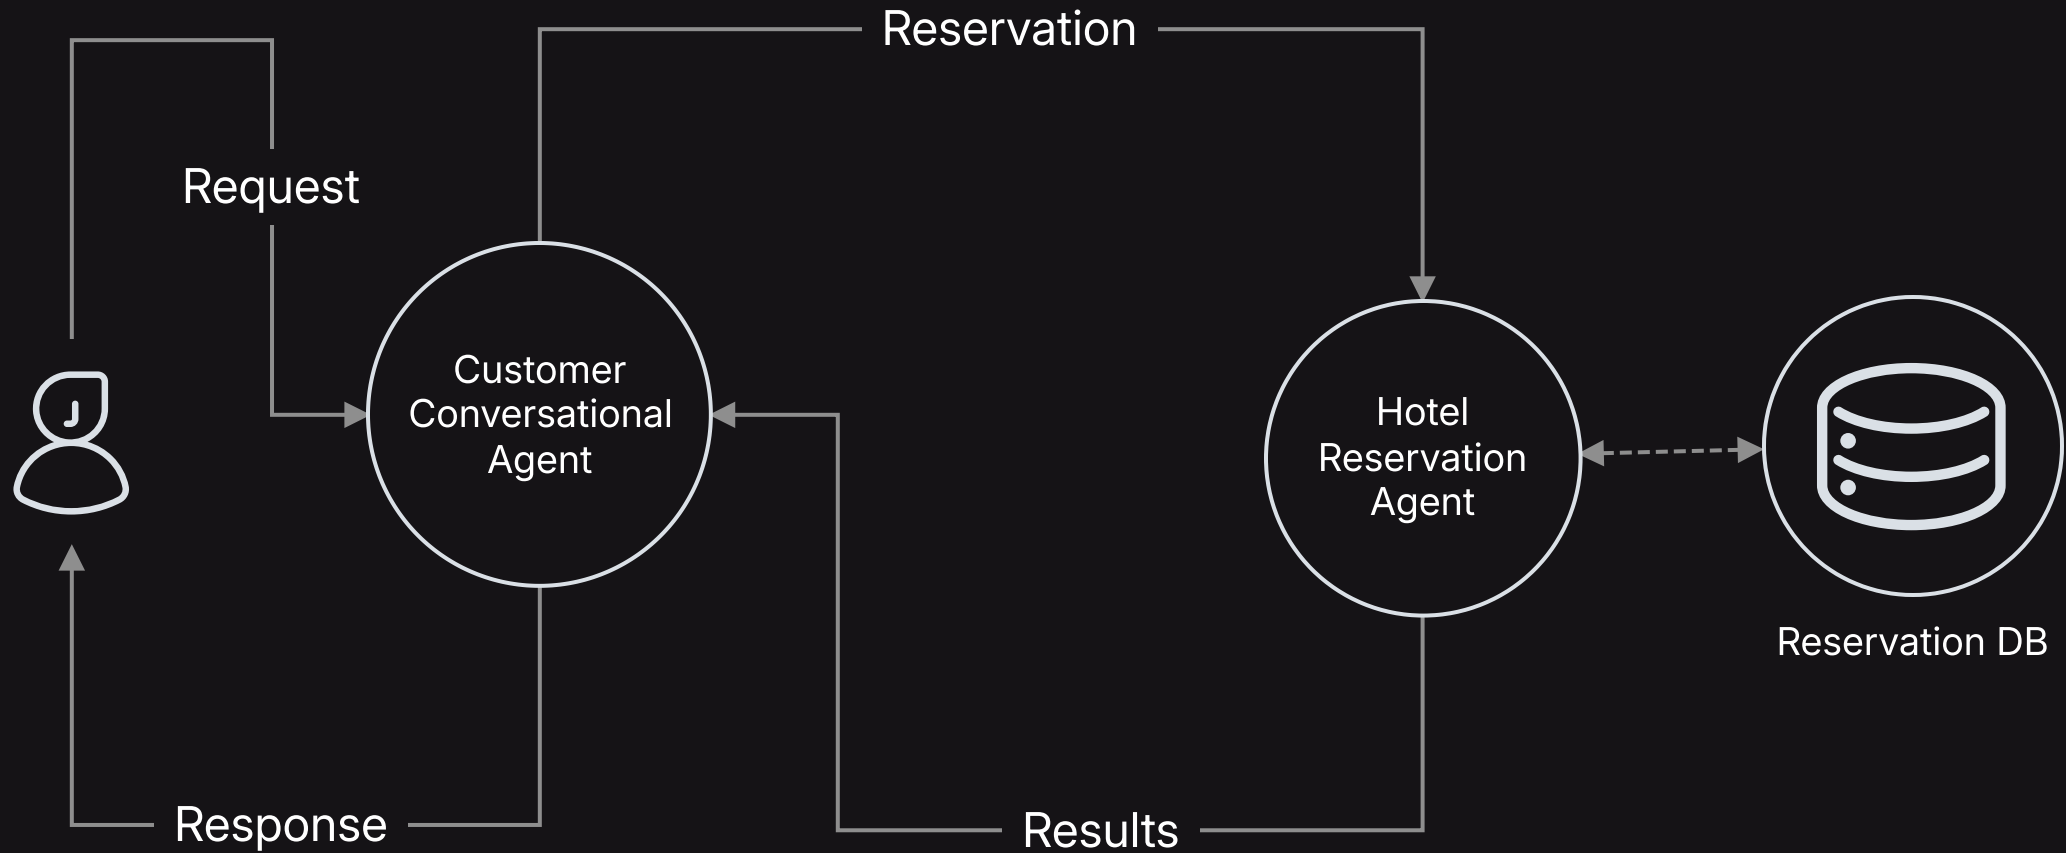 Reservation
Request
Customer
Conversational
Agent
Hotel
Reservation
Agent
Reservation DB
Response
Results